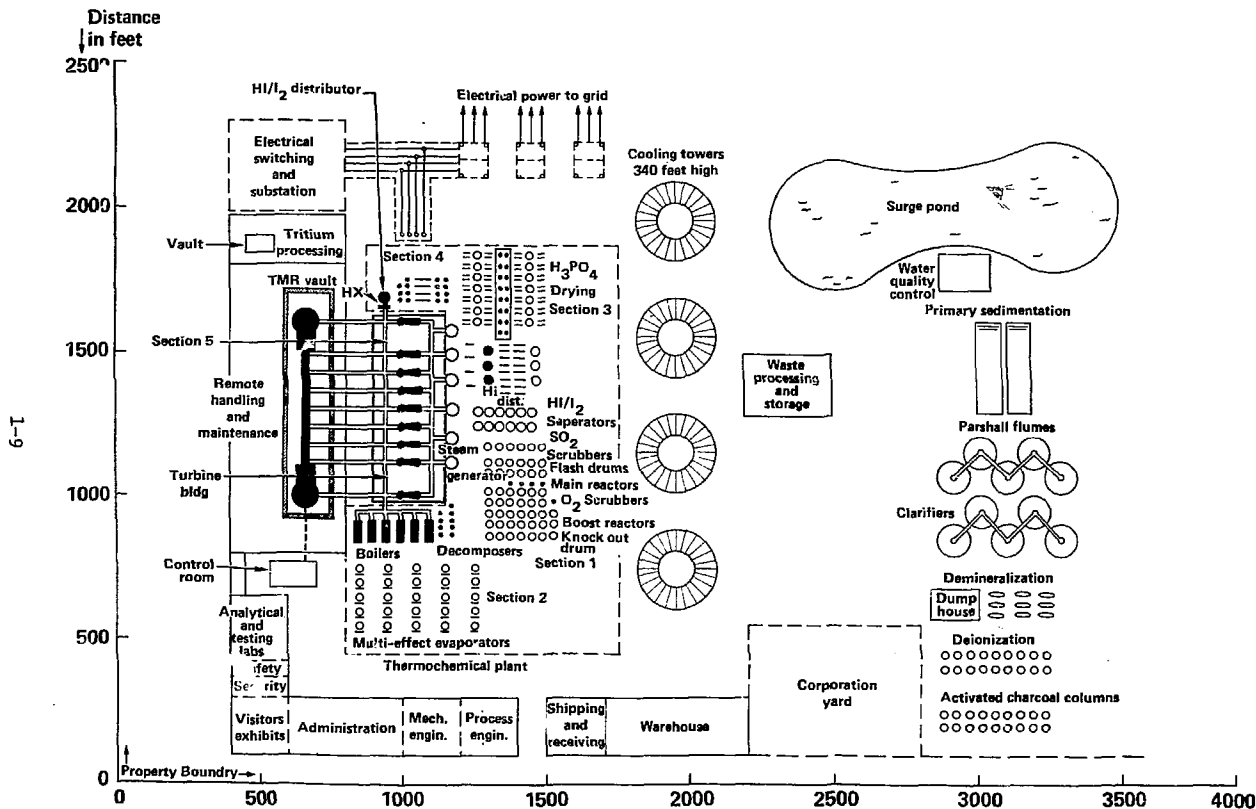 Distance
in feet
2500
HI/I2 distributor
Electrical power to grid
Electrical
switching
and
substation
Cooling towers
340 feet high
2000
Surge pond
Vault
Tritium
processing
Section 4
H3PO4
Drying
Section 3
Water
quality
control
TMR vault
HX
Primary sedimentation
Section 5
1500
Waste
processing
and
storage
Remote
handling
and
maintenance
Hi
dist.
HI/I2
Saperators
SO2
Scrubbers
Parshall flumes
Steam
generator
Flash drums
Main reactors
O2 Scrubbers
Turbine
bldg
1000
Clarifiers
Boost reactors
Knock out
drum
Section 1
Boilers
Decomposers
Control
room
Demineralization
Dump
house
Section 2
Analytical
and
testing
labs
500
Multi-effect evaporators
Deionization
Thermochemical plant
Security
Corporation
yard
Activated charcoal columns
Visitors
exhibits
Administration
Mech.
engin.
Process
engin.
Shipping
and
receiving
Warehouse
0
Property Boundry
0
500
1000
1500
2000
2500
3000
3500
4000
1-9